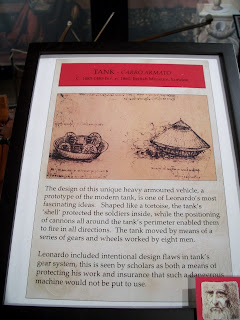 TANK - CARRO ARMATO
British Museum, London
The design of this unique heavy armoured vehicle, a
prototype of the modern tank, is one of Leonardo's most
fascinating ideas. Shaped like a tortoise, the tank's
'shell' protected the soldiers inside, while the positioning
of cannons all around the tank's perimeter enabled them
to fire in all directions. The tank moved by means of a
series of gears and wheels worked by eight men.
Leonardo included intentional design flaws in tank's
gear system, this is seen by scholars as both a means of
protecting his work and insurance that such a dangerous
machine would not be put to use.